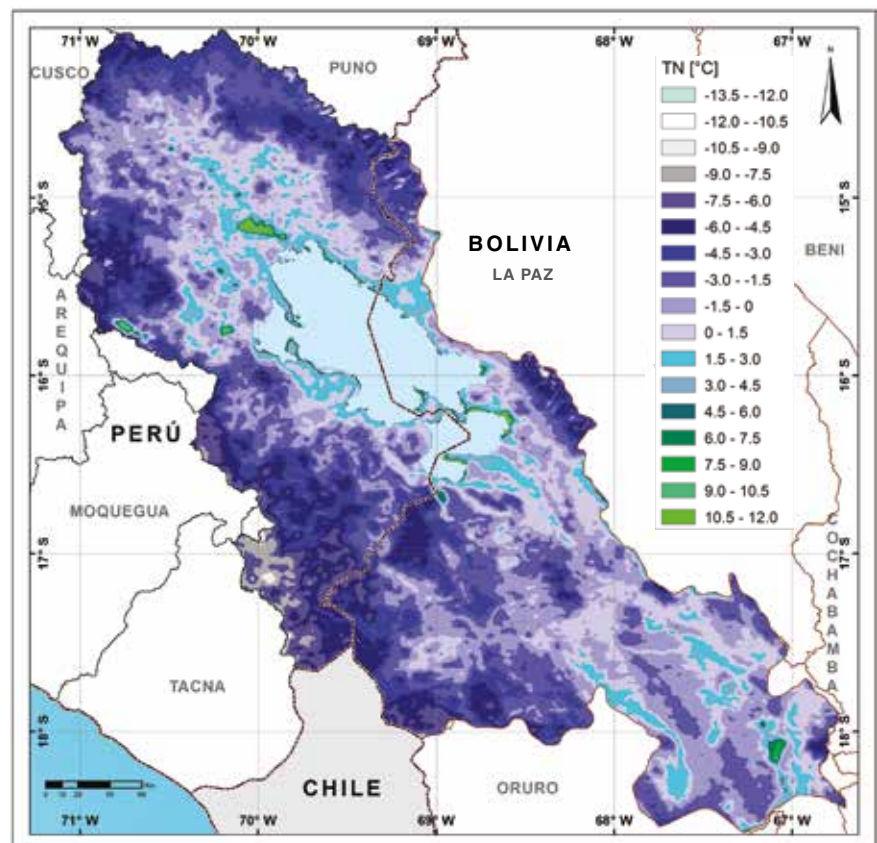 71° W 70° W 69° W 68° W 67° W
CUSCO
PUNO
TN [°C]
N
-13.5 - -12.0
-12.0 - -10.5
-10.5 - -9.0
-9.0 - -7.5
-7.5 - -6.0
-6.0 - -4.5
-4.5 - -3.0
-3.0 - -1.5
-1.5 - 0
0 - 1.5
1.5 - 3.0
3.0 - 4.5
4.5 - 6.0
6.0 - 7.5
7.5 - 9.0
9.0 - 10.5
10.5 - 12.0
15° S
15° S
BOLIVIA
LA PAZ
BENI
AREQUIPA
16° S
16° S
PERÚ
MOQUEGUA
17° S
17° S
COCHABAMBA
TACNA
18° S
18° S
CHILE
ORURO
71° W 70° W 69° W 68° W 67° W